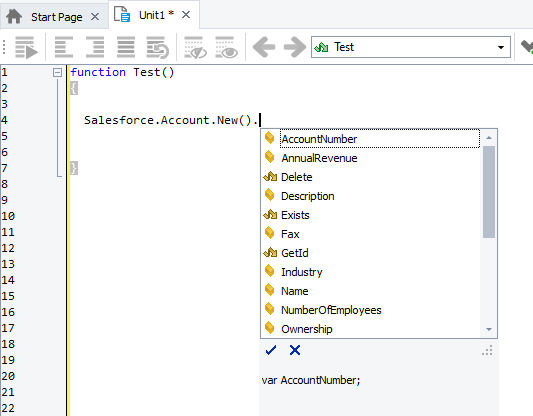 Start Page
Unit1 *
Test
1 function Test()
2 {
3
4 Salesforce.Account.New().
5
6
7 }
8
9
10
11
12
13
14
15
16
17
18
19
20
21
22
AccountNumber
AnnualRevenue
Delete
Description
Exists
Fax
GetId
Industry
Name
NumberOfEmployees
Ownership
var AccountNumber;